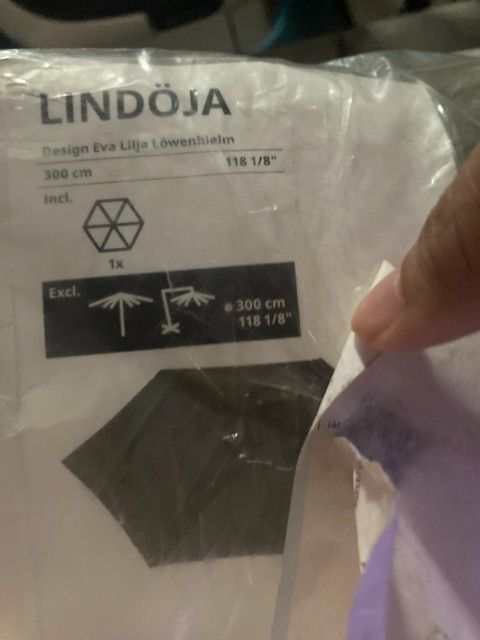 LINDÖJA
Design Eva Lilja Löwenhielm
300 cm 118 1/8"
Incl.
1x
Excl.
ø 300 cm
118 1/8"